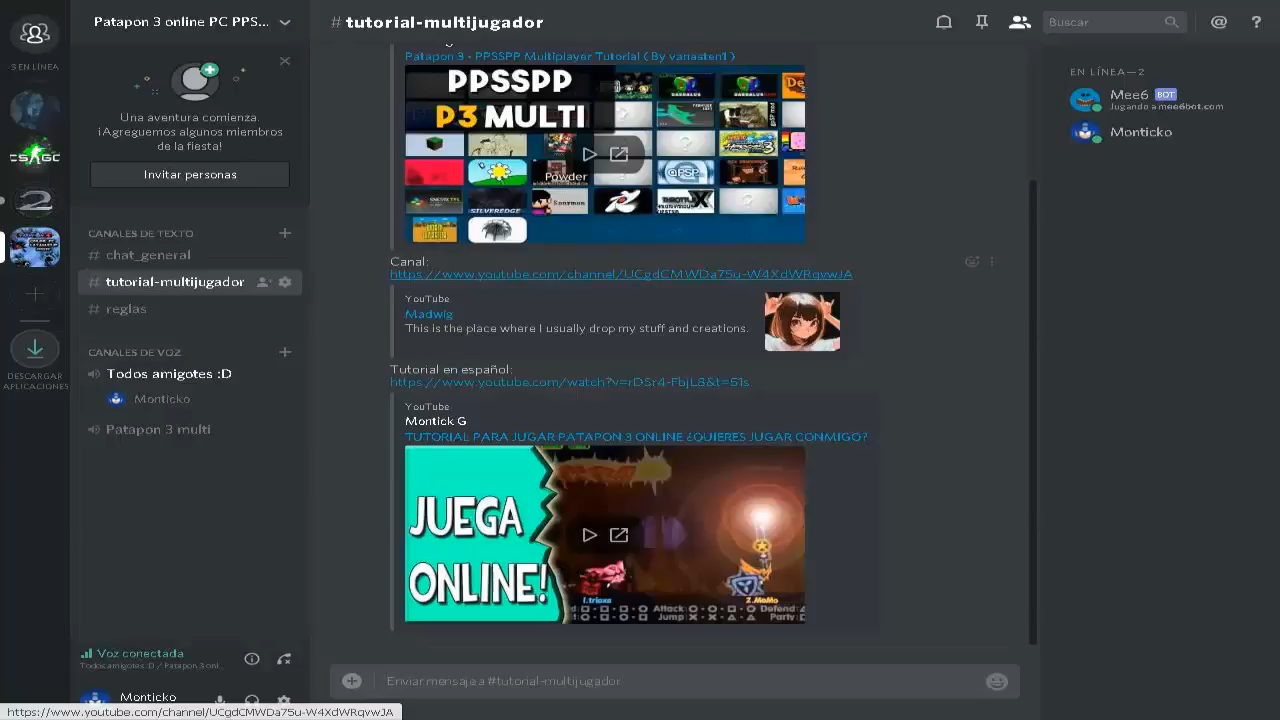 Patapon 3 online PC PPS...
# tutorial-multijugador
Buscar
3 EN LÍNEA
Una aventura comienza.
¡Agreguemos algunos miembros
de la fiesta!
Invitar personas
CANALES DE TEXTO
# chat_general
# tutorial-multijugador
# reglas
DESCARGAR
APLICACIONES
CANALES DE VOZ
Todos amigotes :D
Monticko
Patapon 3 multi
Voz conectada
Todos amigotes :D / Patapon 3 onl...
Monticko
https://www.youtube.com/channel/UCgdCMWDa75u-W4XdWRqvwJA
Patapon 3 - PPSSPP Multiplayer Tutorial ( By vanasten1 )
PPSSPP
P3 MULTI
Powder
SILVEREDGE
Canal:
https://www.youtube.com/channel/UCgdCMWDa75u-W4XdWRqvwJA
YouTube
Madwig
This is the place where I usually drop my stuff and creations.
Tutorial en español:
https://www.youtube.com/watch?v=rDSr4-FbjL8&t=51s
YouTube
Montick G
TUTORIAL PARA JUGAR PATAPON 3 ONLINE ¿QUIERES JUGAR CONMIGO?
JUEGA
ONLINE!
1.trioxe
2.MoMo
Attack:
Defend:
Jump:
Party:
Enviar mensaje a #tutorial-multijugador
EN LÍNEA—2
Mee6 BOT
Jugando a mee6bot.com
Monticko